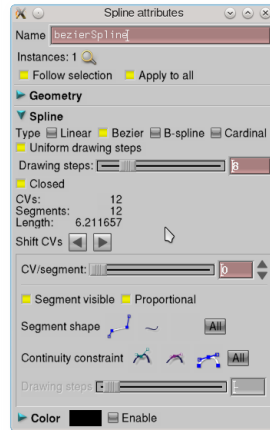 Spline attributes
Name bezierSpline
Instances: 1
Follow selection Apply to all
Geometry
Spline
Type Linear Bezier B-spline Cardinal
Uniform drawing steps
Drawing steps:
Closed
CVs: 12
Segments: 12
Length: 6.211657
Shift CVs
CV/segment: 0
Segment visible Proportional
Segment shape All
Continuity constraint All
Drawing steps
Color Enable